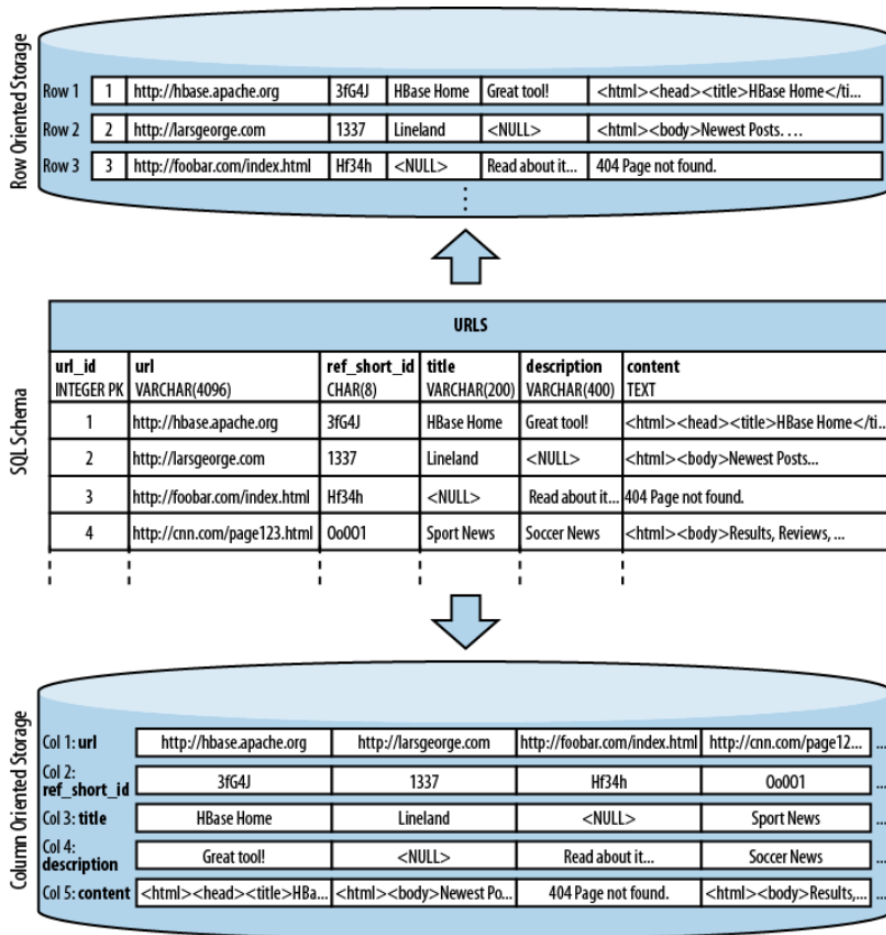 Row Oriented Storage
Row 1 1 http://hbase.apache.org 3fG4J HBase Home Great tool! <html><head><title>HBase Home</ti...
Row 2 2 http://larsgeorge.com 1337 Lineland <NULL> <html><body>Newest Posts. ...
Row 3 3 http://foobar.com/index.html Hf34h <NULL> Read about it... 404 Page not found.
⋮
SQL Schema
URLS
url_id url ref_short_id title description content
INTEGER PK VARCHAR(4096) CHAR(8) VARCHAR(200) VARCHAR(400) TEXT
1 http://hbase.apache.org 3fG4J HBase Home Great tool! <html><head><title>HBase Home</ti...
2 http://larsgeorge.com 1337 Lineland <NULL> <html><body>Newest Posts...
3 http://foobar.com/index.html Hf34h <NULL> Read about it... 404 Page not found.
4 http://cnn.com/page123.html Oo001 Sport News Soccer News <html><body>Results, Reviews, ...
Column Oriented Storage
Col 1: url http://hbase.apache.org http://larsgeorge.com http://foobar.com/index.html http://cnn.com/page12... ...
Col 2:
ref_short_id 3fG4J 1337 Hf34h Oo001 ...
Col 3: title HBase Home Lineland <NULL> Sport News ...
Col 4:
description Great tool! <NULL> Read about it... Soccer News ...
Col 5: content <html><head><title>HBa... <html><body>Newest Po... 404 Page not found. <html><body>Results,... ...